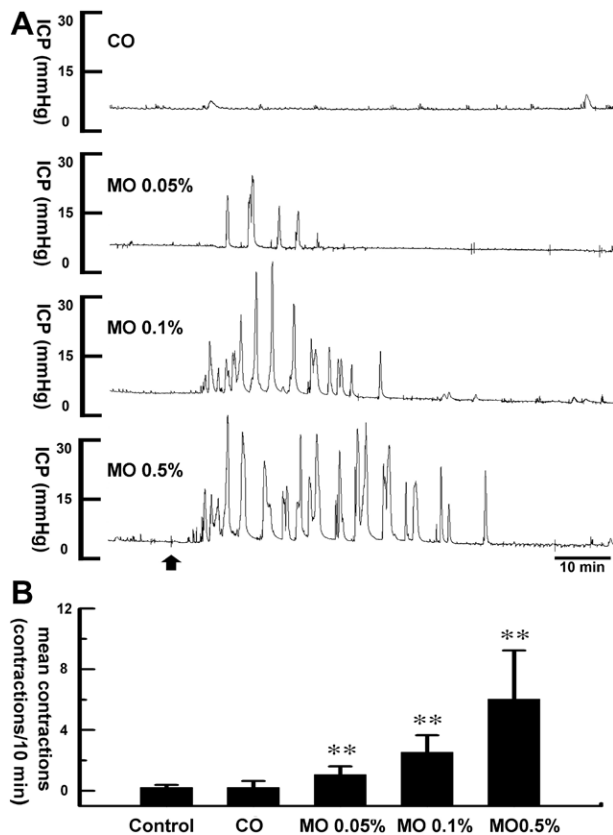 A
ICP (mmHg)
30
15
0
CO
ICP (mmHg)
30
15
0
MO 0.05%
ICP (mmHg)
30
15
0
MO 0.1%
ICP (mmHg)
30
15
0
MO 0.5%
10 min
B
mean contractions
(contractions/10 min)
12
8
4
0
**
**
**
Control CO MO 0.05% MO 0.1% MO0.5%